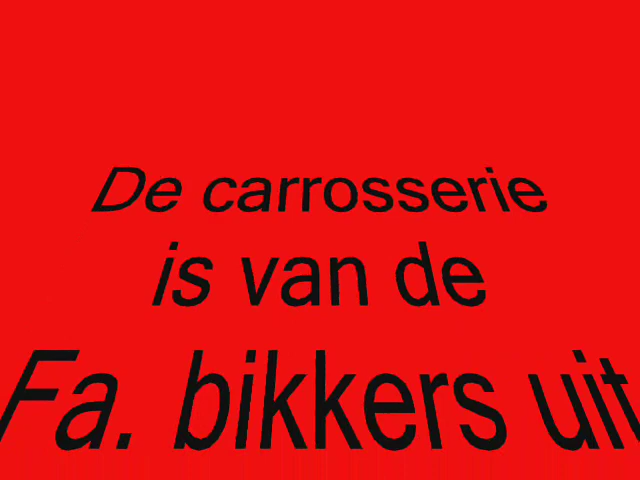 De carrosserie
is van de
Fa. bikkers uit